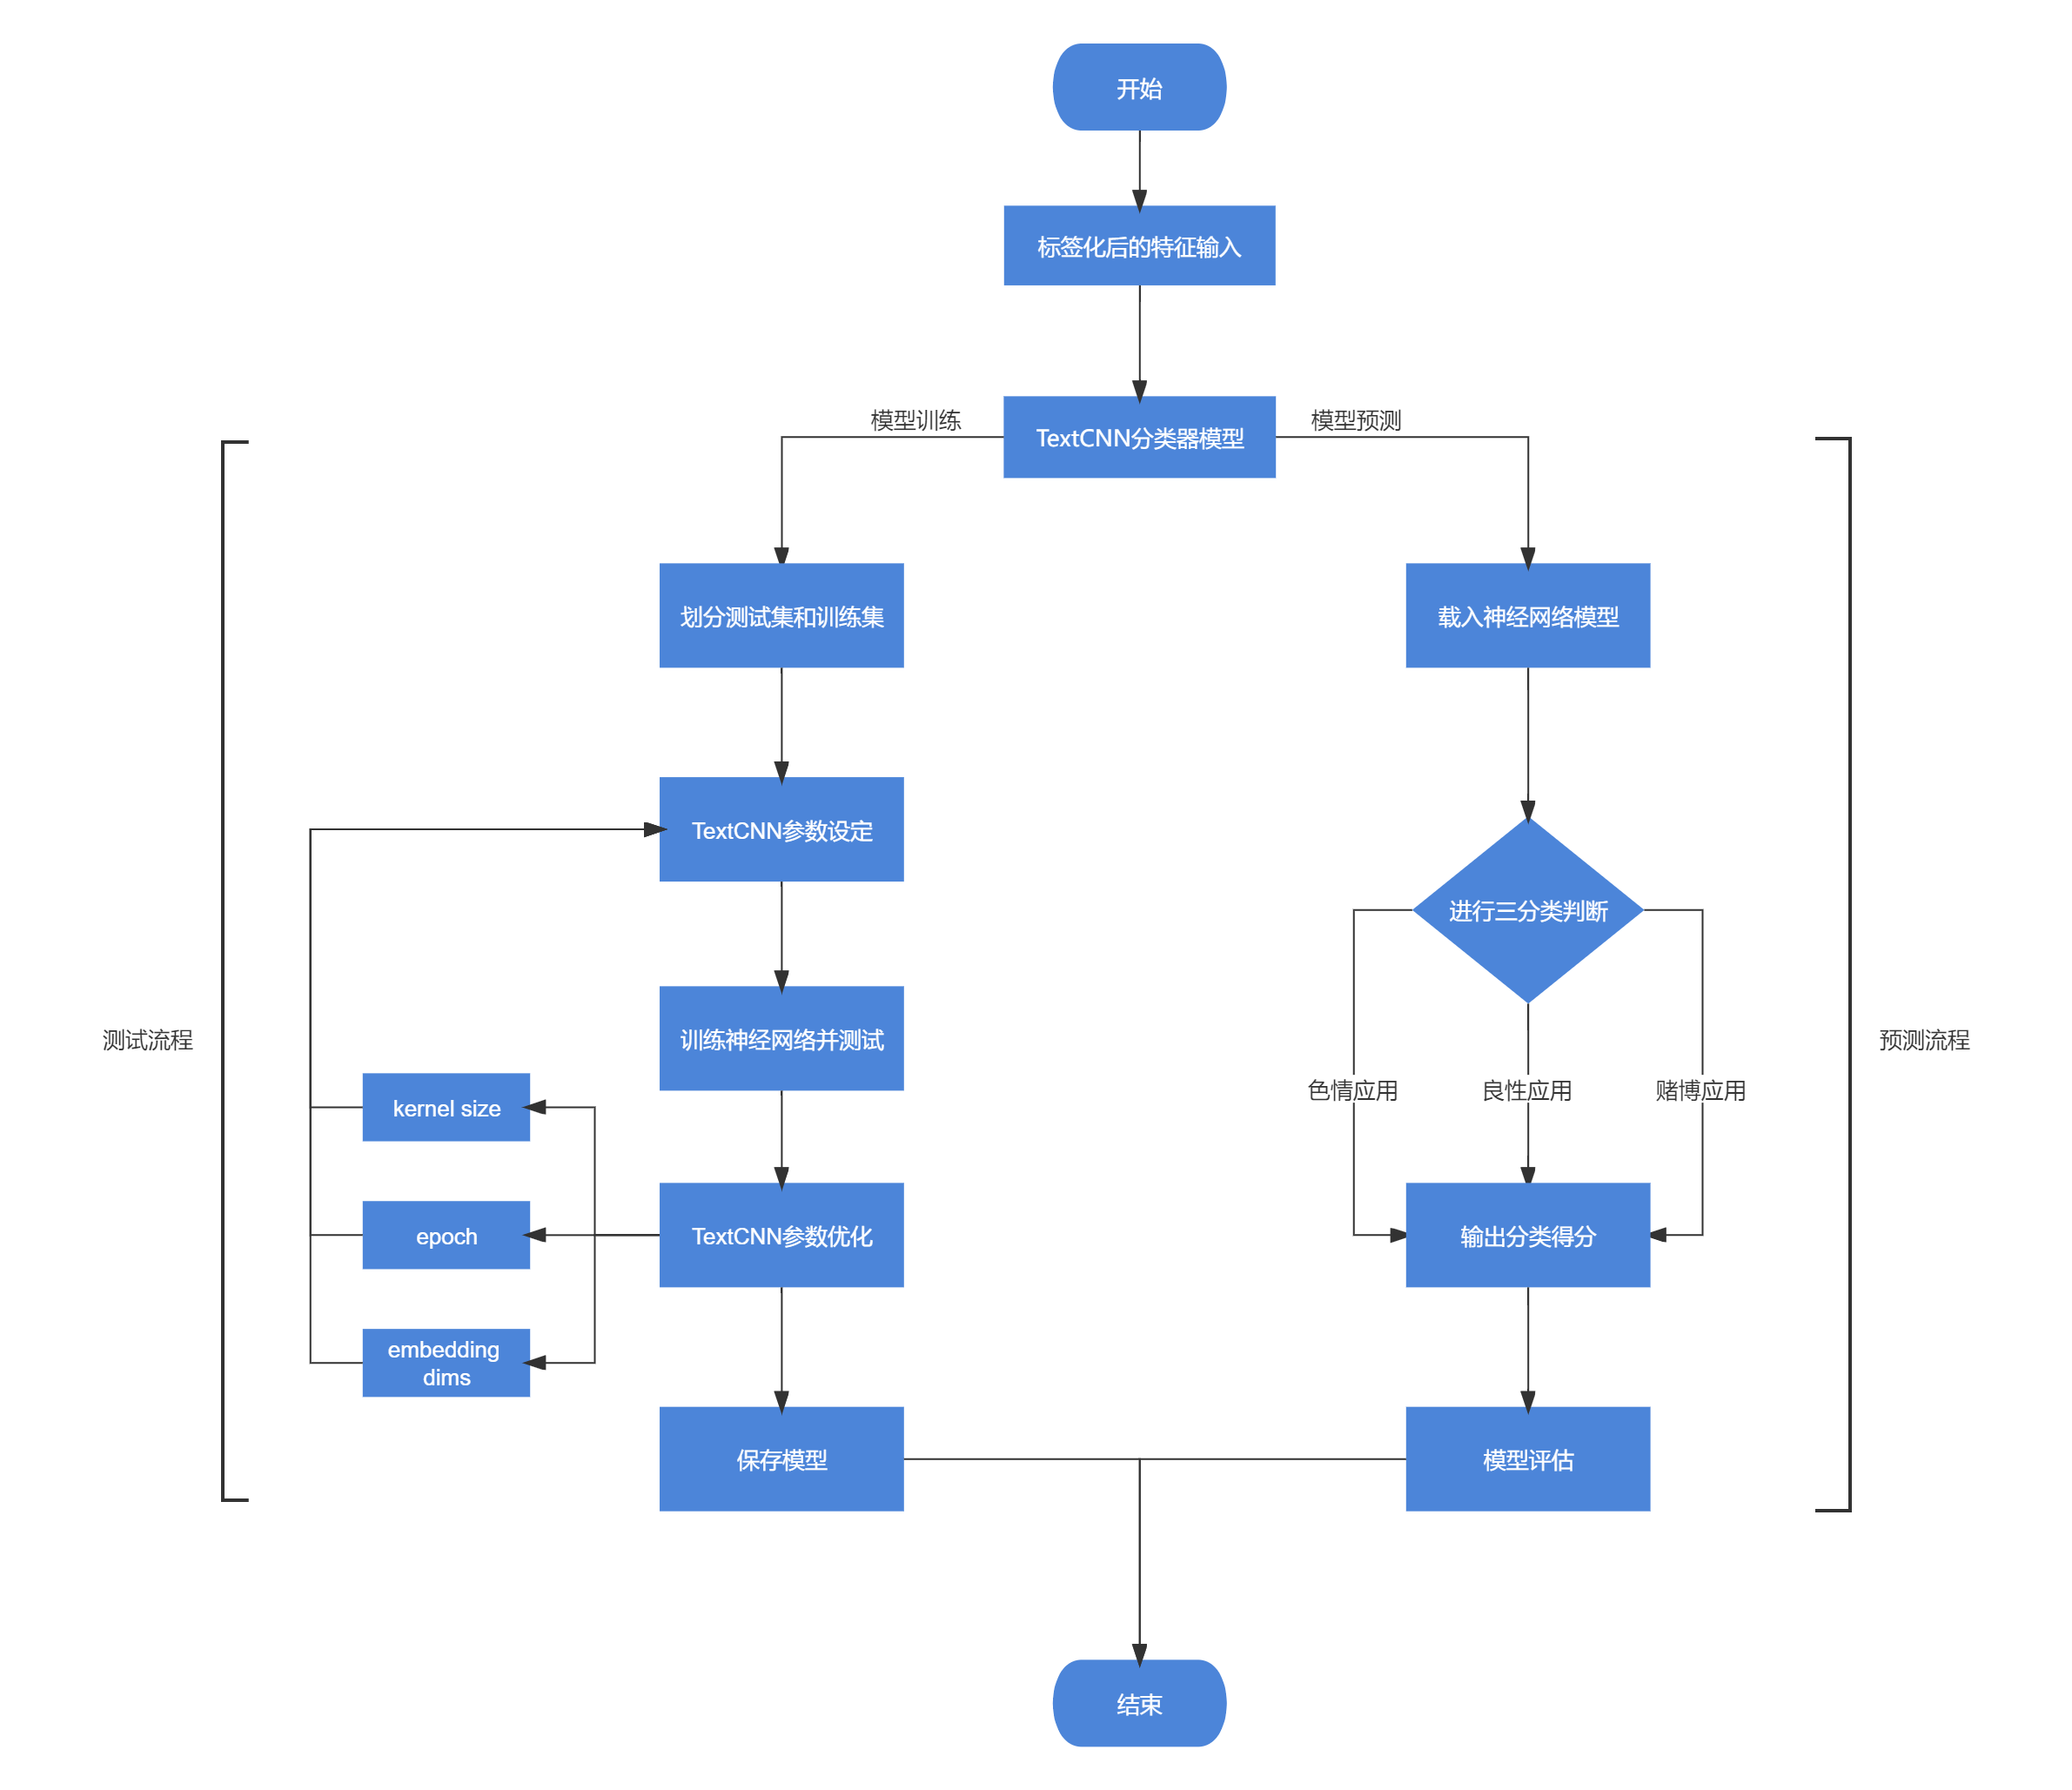 开始
标签化后的特征输入
模型训练
TextCNN分类器模型
模型预测
划分测试集和训练集
载入神经网络模型
TextCNN参数设定
进行三分类判断
测试流程
训练神经网络并测试
预测流程
色情应用
良性应用
赌博应用
kernel size
epoch
TextCNN参数优化
输出分类得分
embedding
dims
保存模型
模型评估
结束